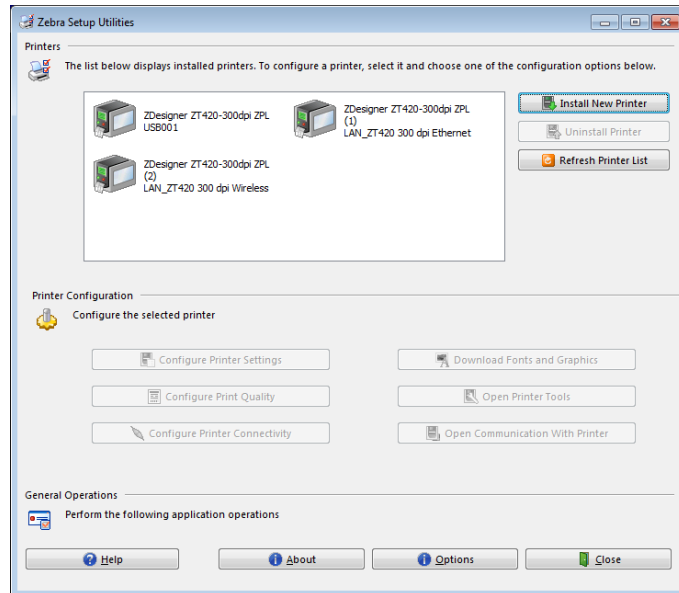 Zebra Setup Utilities
Printers
The list below displays installed printers. To configure a printer, select it and choose one of the configuration options below.
ZDesigner ZT420-300dpi ZPL
USB001
ZDesigner ZT420-300dpi ZPL
(1)
LAN_ZT420 300 dpi Ethernet
ZDesigner ZT420-300dpi ZPL
(2)
LAN_ZT420 300 dpi Wireless
Install New Printer
Uninstall Printer
Refresh Printer List
Printer Configuration
Configure the selected printer
Configure Printer Settings
Download Fonts and Graphics
Configure Print Quality
Open Printer Tools
Configure Printer Connectivity
Open Communication With Printer
General Operations
Perform the following application operations
Help
About
Options
Close